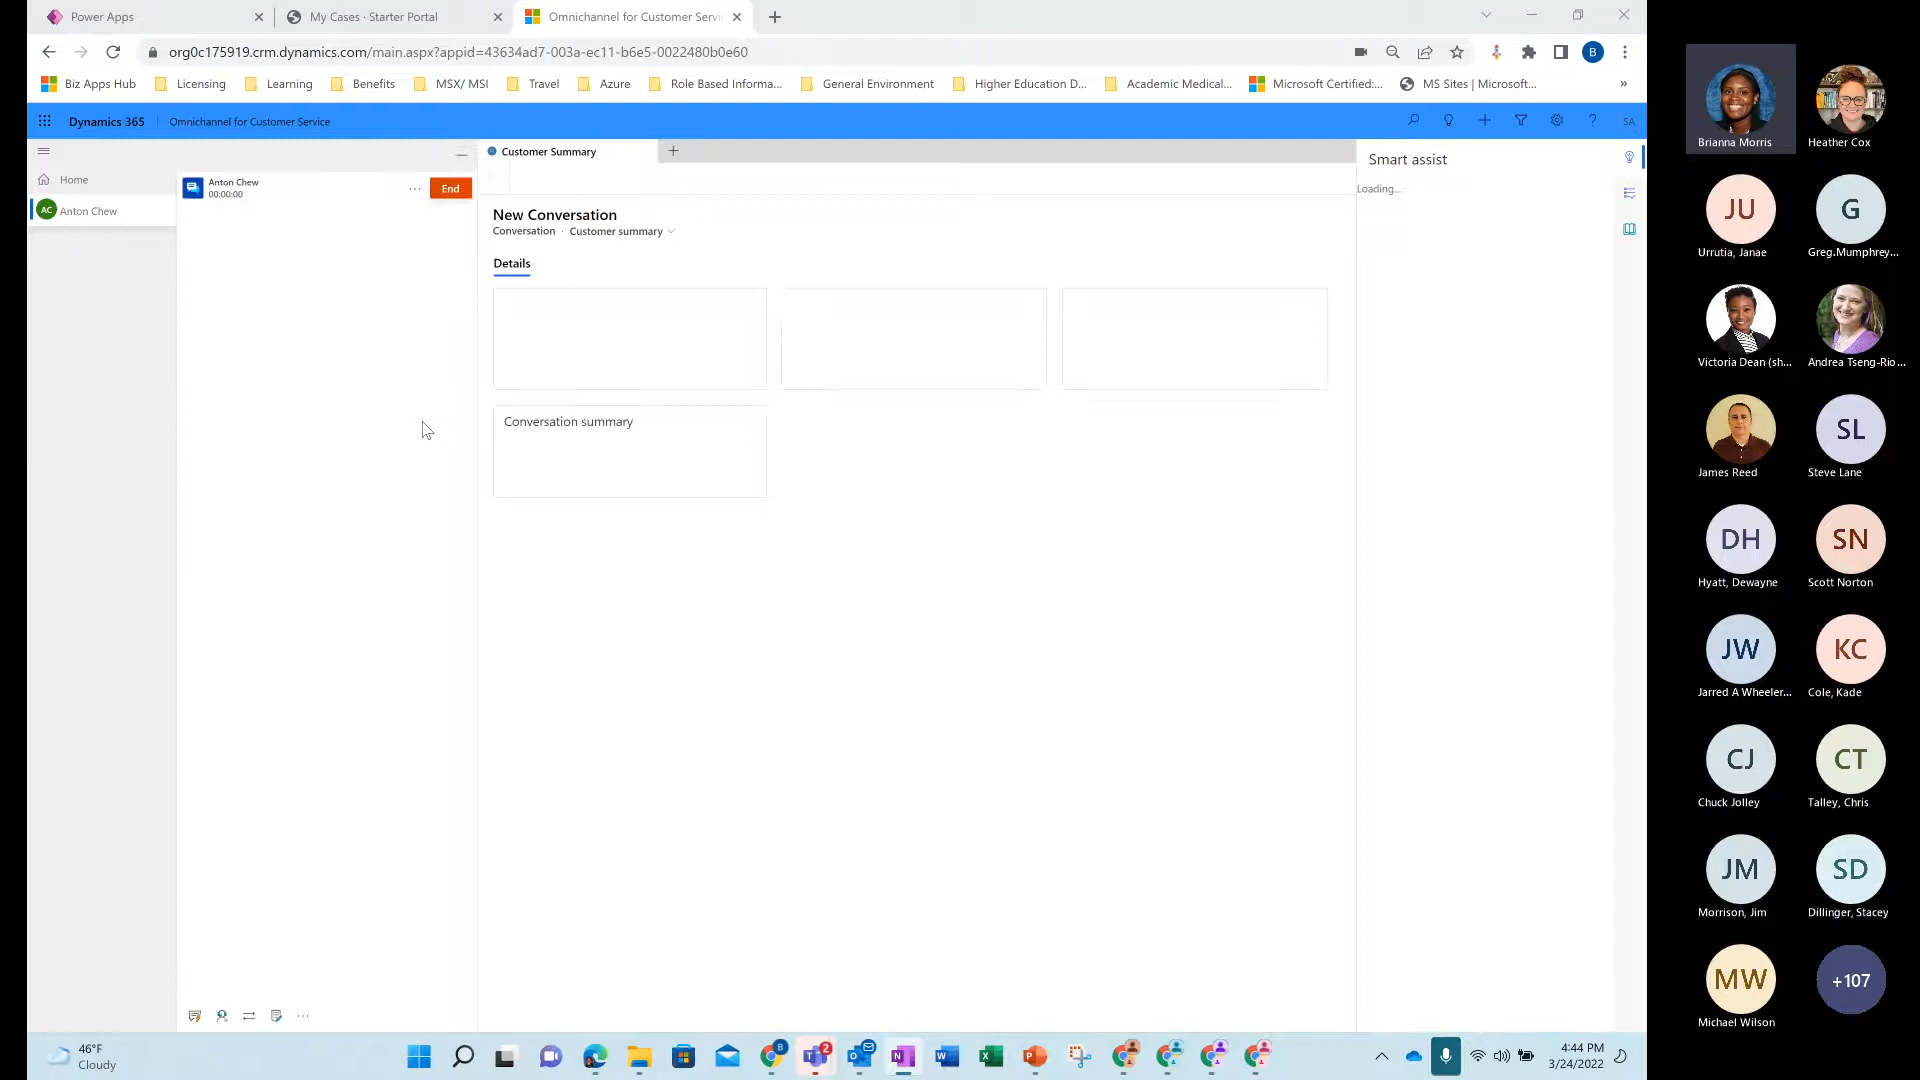 Power Apps
My Cases · Starter Portal
Omnichannel for Customer Servi
org0c175919.crm.dynamics.com/main.aspx?appid=43634ad7-003a-ec11-b6e5-0022480b0e60
B
Biz Apps Hub
Licensing
Learning
Benefits
MSX/ MSI
Travel
Azure
Role Based Informa...
General Environment
Higher Education D...
Academic Medical...
Microsoft Certified:...
MS Sites | Microsoft...
»
Dynamics 365
Omnichannel for Customer Service
SA
Home
AC Anton Chew
Anton Chew
00:00:00
End
Customer Summary
New Conversation
Conversation · Customer summary
Details
Conversation summary
Smart assist
Loading...
46°F
Cloudy
4:44 PM
3/24/2022
Brianna Morris
Heather Cox
JU
Urrutia, Janae
G
Greg.Mumphrey...
Victoria Dean (sh...
Andrea Tseng-Rio...
James Reed
SL
Steve Lane
DH
Hyatt, Dewayne
SN
Scott Norton
JW
Jarred A Wheeler...
KC
Cole, Kade
CJ
Chuck Jolley
CT
Talley, Chris
JM
Morrison, Jim
SD
Dillinger, Stacey
MW
Michael Wilson
+107